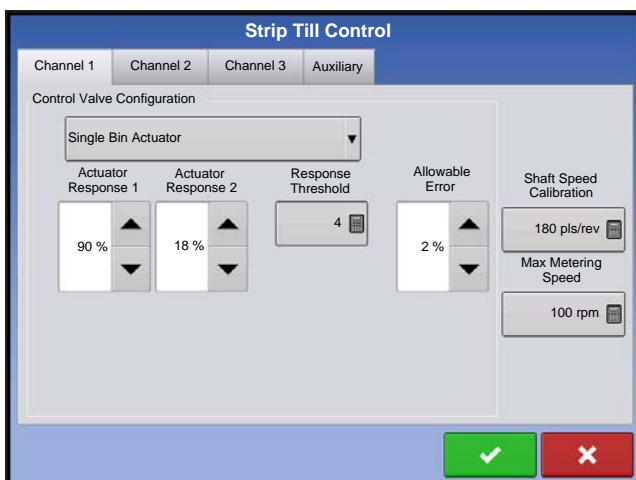 Strip Till Control
Channel 1
Channel 2
Channel 3
Auxiliary
Control Valve Configuration
Single Bin Actuator
Actuator
Response 1
Actuator
Response 2
Response
Threshold
Allowable
Error
90 %
18 %
4
2 %
Shaft Speed
Calibration
180 pls/rev
Max Metering
Speed
100 rpm